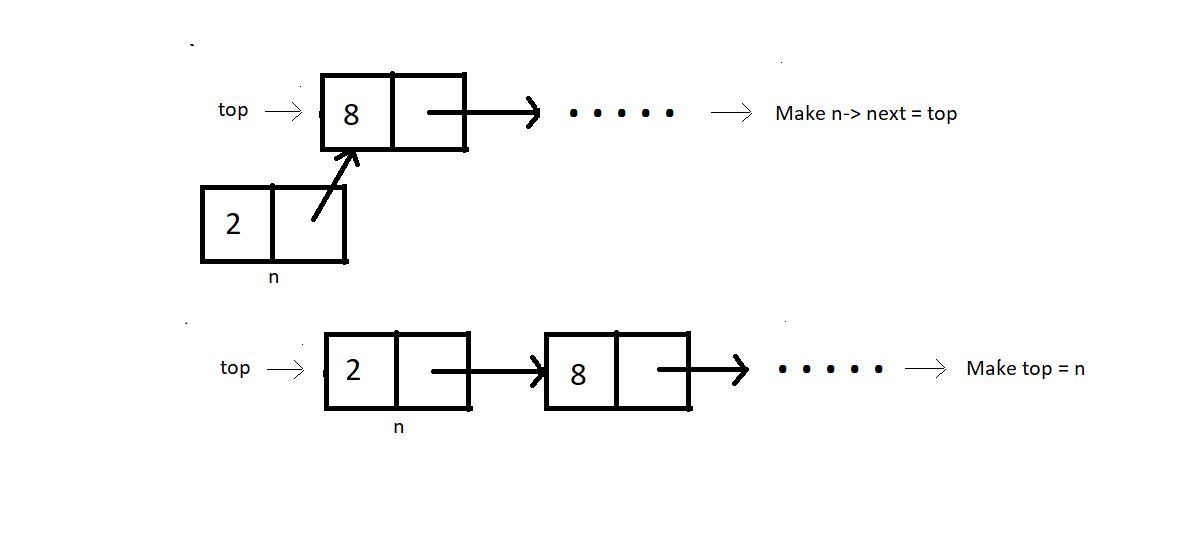 top 8 Make n-> next = top
2
n
top 2 8 Make top = n
n